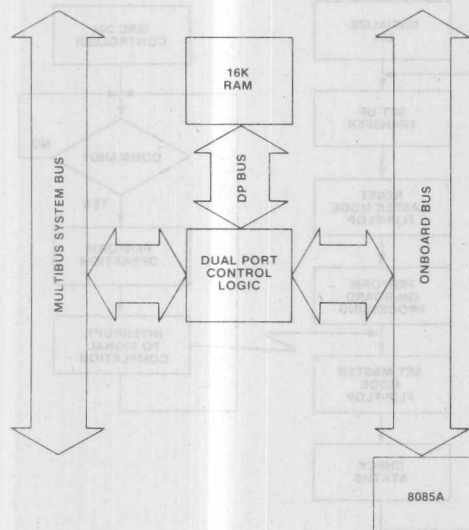 16K
RAM
MULTIBUS SYSTEM BUS
DP BUS
ONBOARD BUS
DUAL PORT
CONTROL
LOGIC
8085A